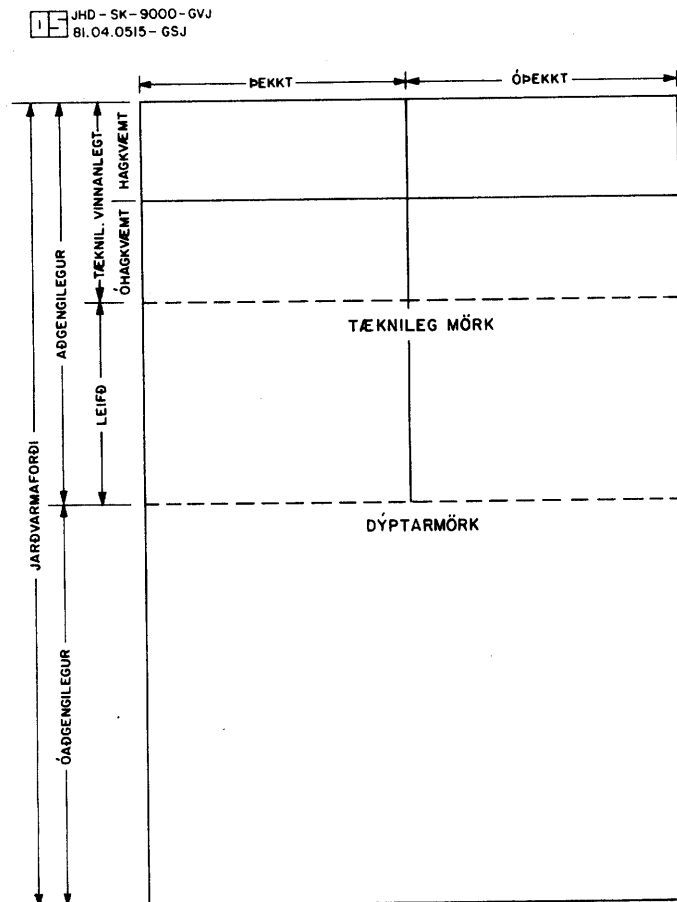 OS JHD - SK - 9000 - GVJ
81.04.0515 - GSJ
ÞEKKT
ÓÞEKKT
JARÐVARMAFORÐI
AÐGENGILEGUR
ÓAÐGENGILEGUR
TÆKNIL. VINNANLEGT
LEIFÐ
HAGKVÆMT
ÓHAGKVÆMT
TÆKNILEG MÖRK
DÝPTARMÖRK